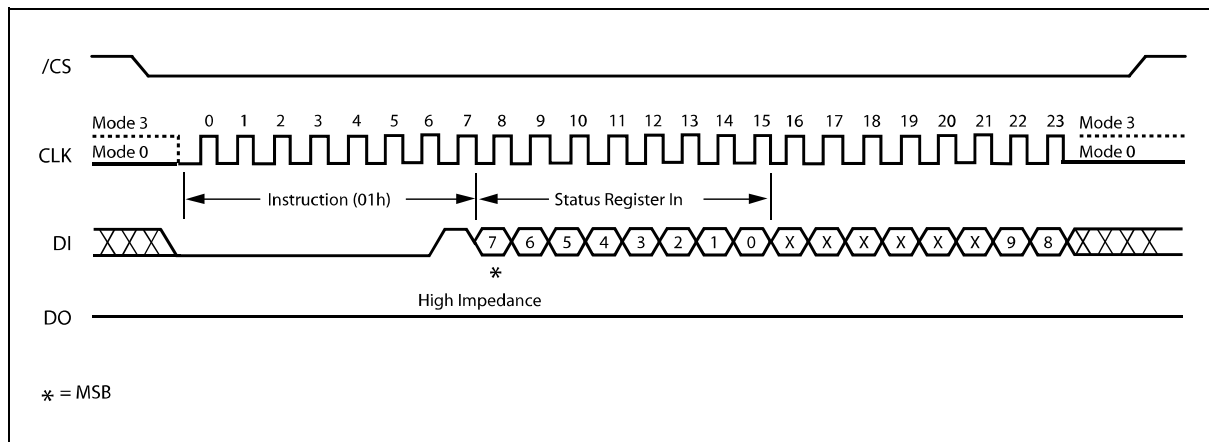 /CS
0 1 2 3 4 5 6 7 8 9 10 11 12 13 14 15 16 17 18 19 20 21 22 23
Mode 3 Mode 3
CLK Mode 0 Mode 0
Instruction (01h) Status Register In
DI 7 6 5 4 3 2 1 0 X X X X X X 9 8
*
High Impedance
DO
* = MSB